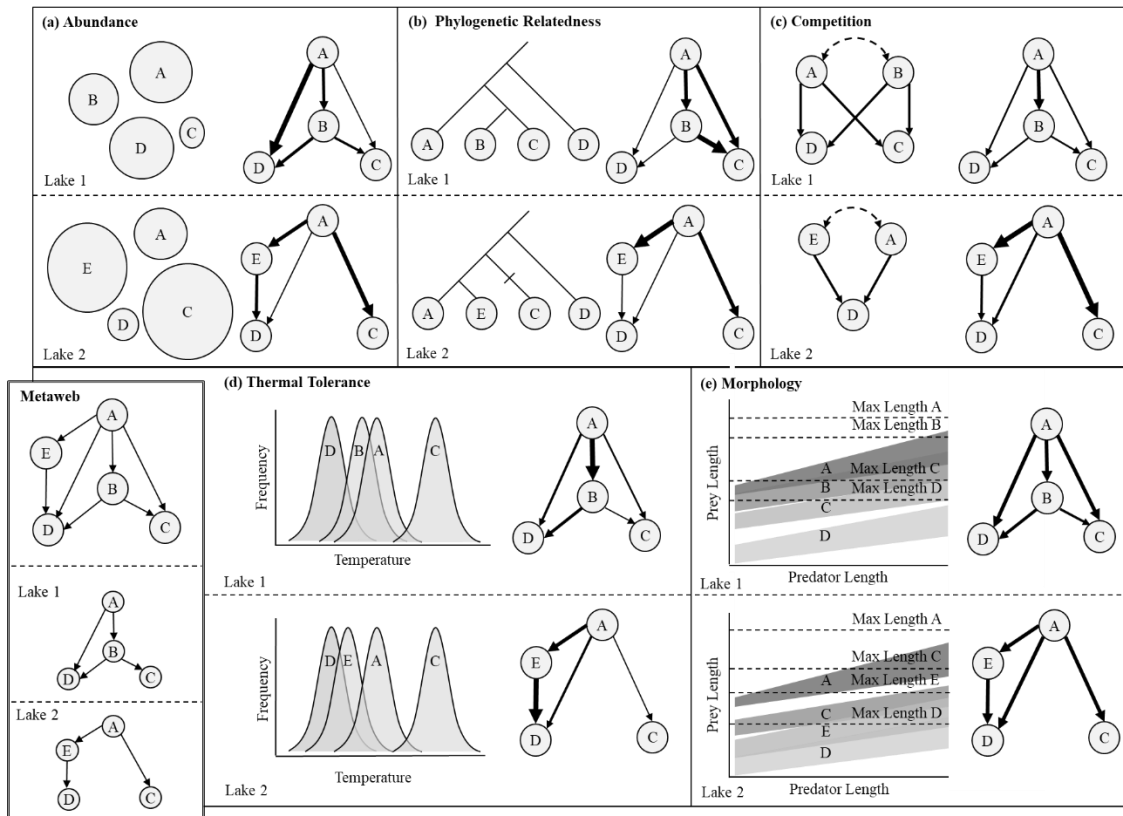 (a) Abundance
A
B
C
D
Lake 1
A
B
D
C
(b) Phylogenetic Relatedness
A B C D
Lake 1
A
B
D
C
(c) Competition
A B
D C
Lake 1
A
B
D
C
A
E
D
C
Lake 2
A
E
D
C
A E C D
Lake 2
A
E
D
C
E A
D
Lake 2
A
E
D
C
Metaweb
A
E
B
D
C
Lake 1
A
B
D
C
Lake 2
A
E
D
C
(d) Thermal Tolerance
Frequency
D B A C
Temperature
Lake 1
A
B
D
C
Frequency
D E A C
Temperature
Lake 2
A
E
D
C
(e) Morphology
Prey Length
Max Length A
Max Length B
A Max Length C
B Max Length D
C
D
Predator Length
Lake 1
A
B
D
C
Prey Length
Max Length A
Max Length C
A Max Length E
C Max Length D
E
D
Predator Length
Lake 2
A
E
D
C